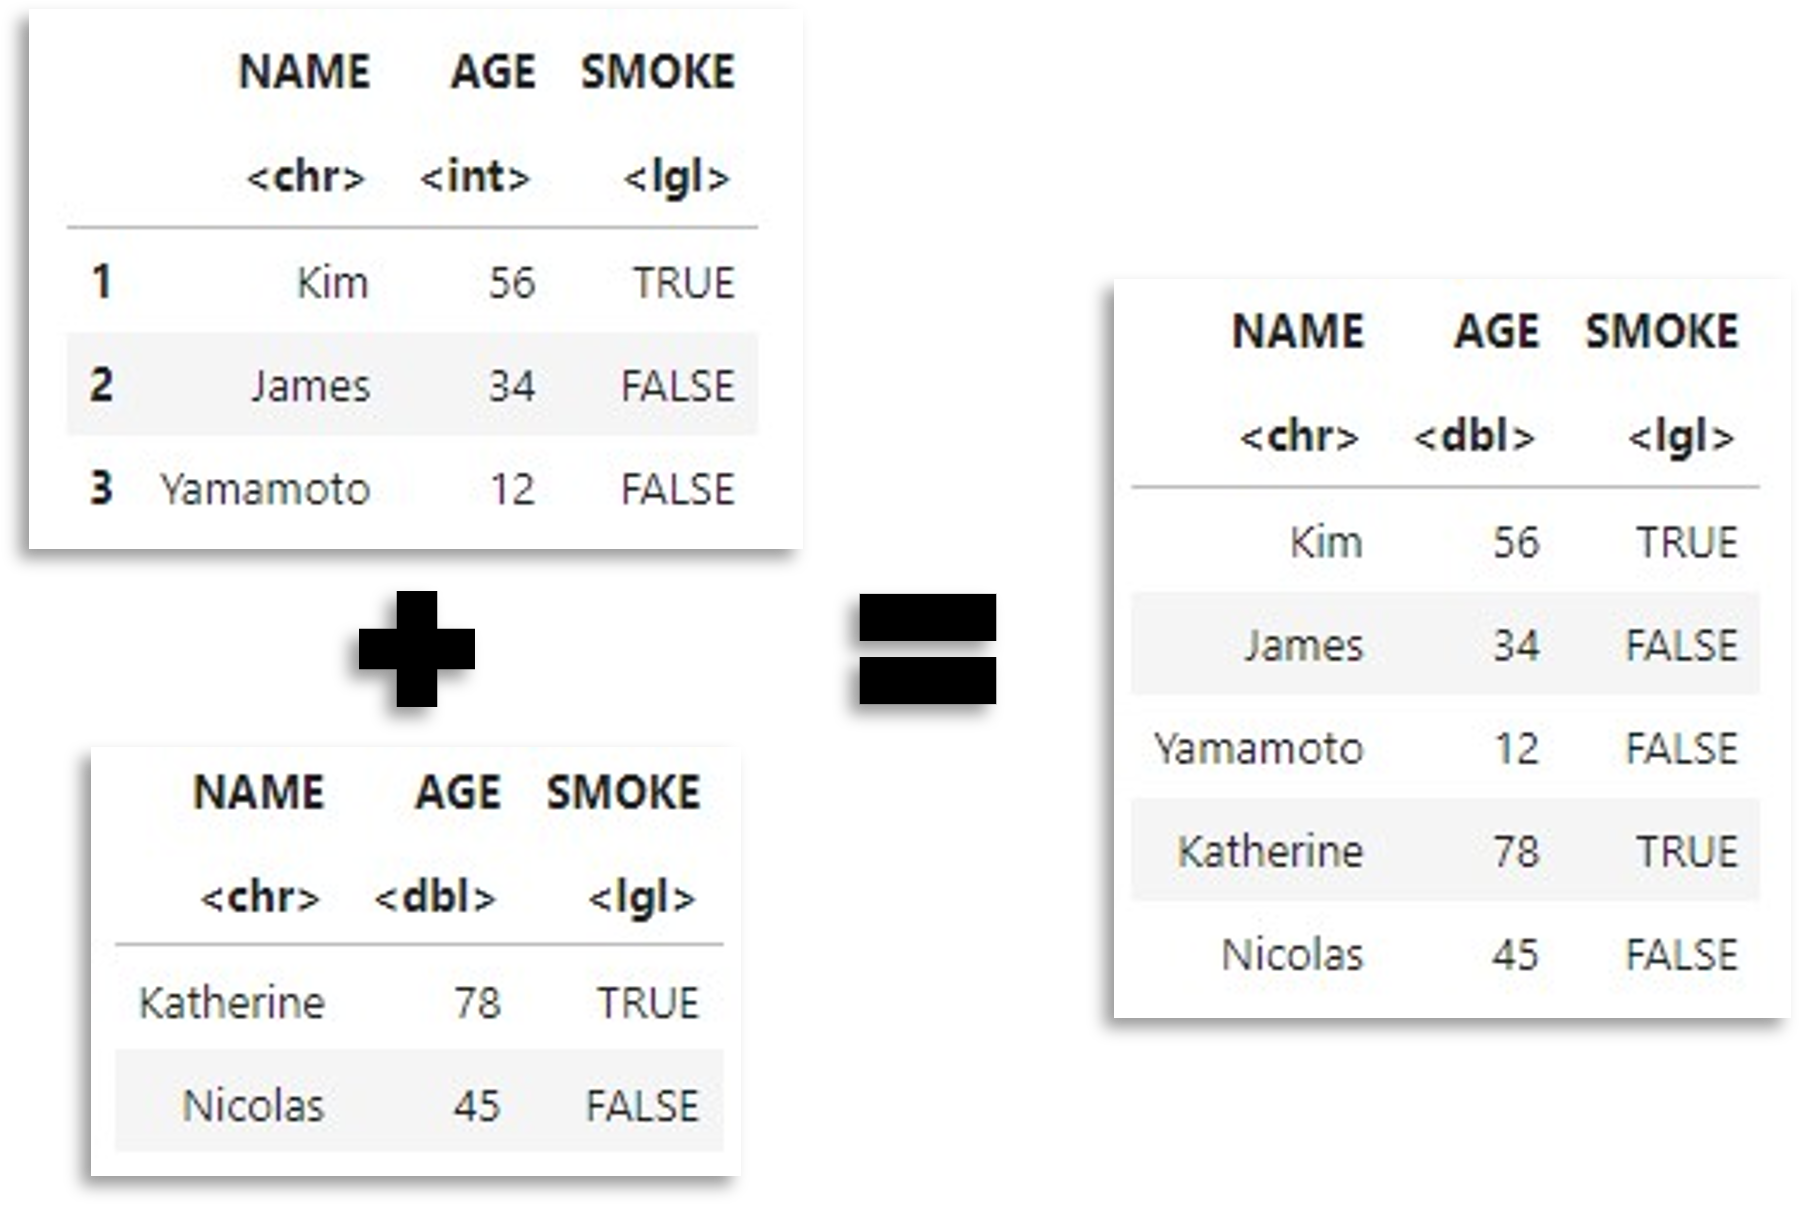 NAME AGE SMOKE
<chr> <int> <lgl>
1 Kim 56 TRUE
2 James 34 FALSE
3 Yamamoto 12 FALSE
NAME AGE SMOKE
<chr> <dbl> <lgl>
Katherine 78 TRUE
Nicolas 45 FALSE
NAME AGE SMOKE
<chr> <dbl> <lgl>
Kim 56 TRUE
James 34 FALSE
Yamamoto 12 FALSE
Katherine 78 TRUE
Nicolas 45 FALSE